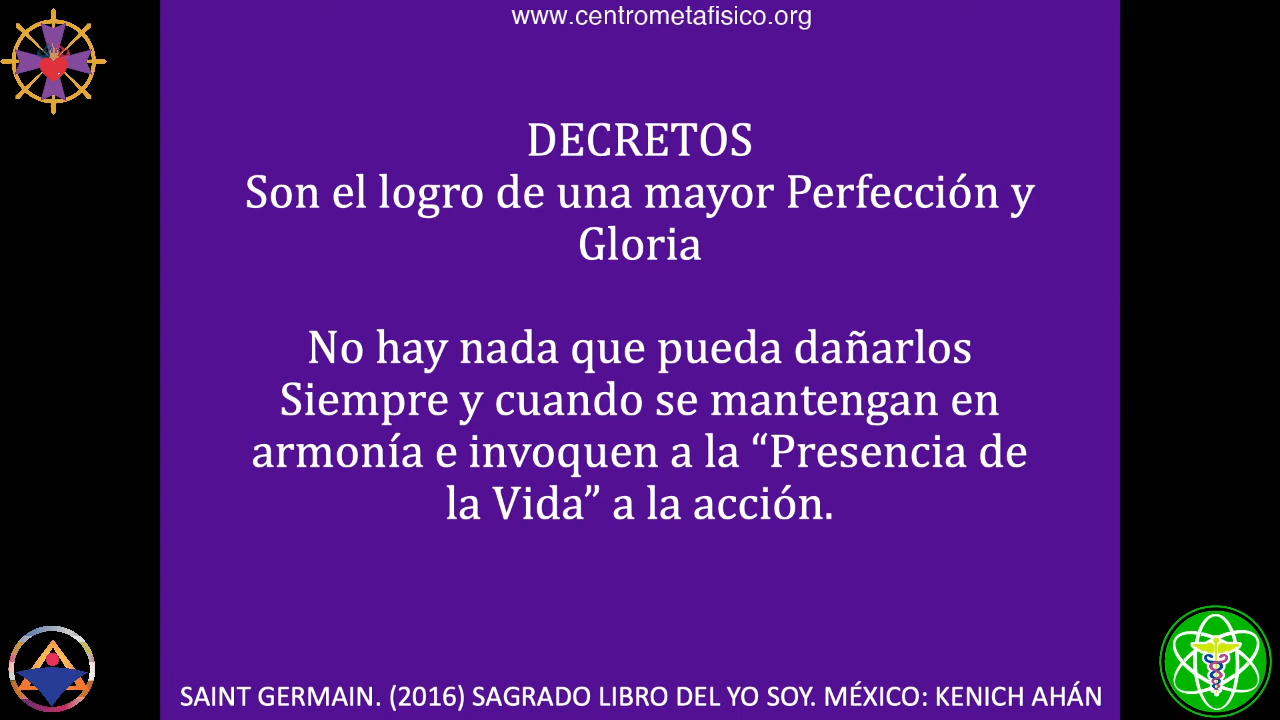 www.centrometafisico.org
DECRETOS
Son el logro de una mayor Perfección y
Gloria
No hay nada que pueda dañarlos
Siempre y cuando se mantengan en
armonía e invoquen a la “Presencia de
la Vida” a la acción.
SAINT GERMAIN. (2016) SAGRADO LIBRO DEL YO SOY. MÉXICO: KENICH AHÁN